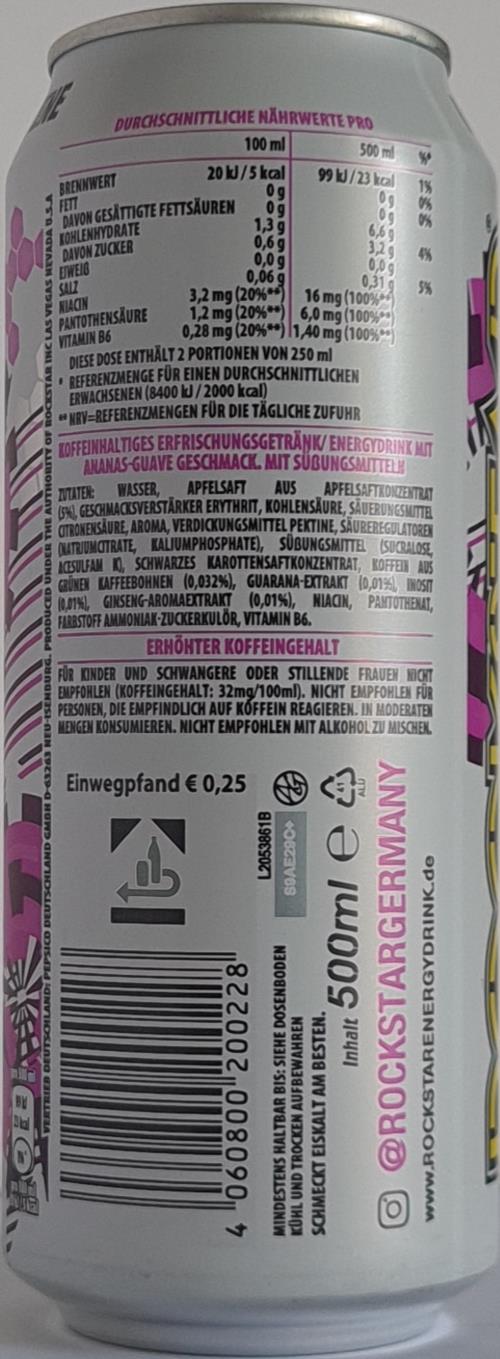 DURCHSCHNITTLICHE NÄHRWERTE PRO
100 ml 500 ml %*
BRENNWERT 20 kJ/5 kcal 99 kJ/23 kcal 1%
FETT 0 g 0 g 0%
DAVON GESÄTTIGTE FETTSÄUREN 0 g 0 g 0%
KOHLENHYDRATE 1,3 g 6,6 g
DAVON ZUCKER 0,6 g 3,2 g 4%
EIWEIß 0,0 g 0,0 g
SALZ 0,06 g 0,31 g 5%
NIACIN 3,2 mg (20%**) 16 mg (100%**)
PANTOTHENSÄURE 1,2 mg (20%**) 6,0 mg (100%**)
VITAMIN B6 0,28 mg (20%**) 1,40 mg (100%**)
DIESE DOSE ENTHÄLT 2 PORTIONEN VON 250 ml
* REFERENZMENGE FÜR EINEN DURCHSCHNITTLICHEN
ERWACHSENEN (8400 kJ / 2000 kcal)
** NRV=REFERENZMENGEN FÜR DIE TÄGLICHE ZUFUHR
KOFFEINHALTIGES ERFRISCHUNGSGETRÄNK/ ENERGYDRINK MIT
ANANAS-GUAVE GESCHMACK. MIT SÜßUNGSMITTELN
ZUTATEN: WASSER, APFELSAFT AUS APFELSAFTKONZENTRAT
(5%), GESCHMACKSVERSTÄRKER ERYTHRIT, KOHLENSÄURE, SÄUERUNGSMITTEL
CITRONENSÄURE, AROMA, VERDICKUNGSMITTEL PEKTINE, SÄUREREGULATOREN
(NATRIUMCITRATE, KALIUMPHOSPHATE), SÜßUNGSMITTEL (SUCRALOSE,
ACESULFAM K), SCHWARZES KAROTTENSAFTKONZENTRAT, KOFFEIN AUS
GRÜNEN KAFFEEBOHNEN (0,032%), GUARANA-EXTRAKT (0,01%), INOSIT
(0,01%), GINSENG-AROMAEXTRAKT (0,01%), NIACIN, PANTOTHENAT,
FARBSTOFF AMMONIAK-ZUCKERKULÖR, VITAMIN B6.
ERHÖHTER KOFFEINGEHALT
FÜR KINDER UND SCHWANGERE ODER STILLENDE FRAUEN NICHT
EMPFOHLEN (KOFFEINGEHALT: 32mg/100ml). NICHT EMPFOHLEN FÜR
PERSONEN, DIE EMPFINDLICH AUF KOFFEIN REAGIEREN. IN MODERATEN
MENGEN KONSUMIEREN. NICHT EMPFOHLEN MIT ALKOHOL ZU MISCHEN.
Einwegpfand € 0,25
VERTRIEB DEUTSCHLAND: PEPSICO DEUTSCHLAND GMBH D-63263 NEU-ISENBURG. PRODUCED UNDER THE AUTHORITY OF ROCKSTAR INC LAS VEGAS NEVADA U.S.A
4 060800 200228
L2053861B
S9AE29C+
41
ALU
MINDESTENS HALTBAR BIS: SIEHE DOSENBODEN
KÜHL UND TROCKEN AUFBEWAHREN
SCHMECKT EISKALT AM BESTEN.
Inhalt 500ml e
@ROCKSTARGERMANY
www.ROCKSTARENERGYDRINK.de